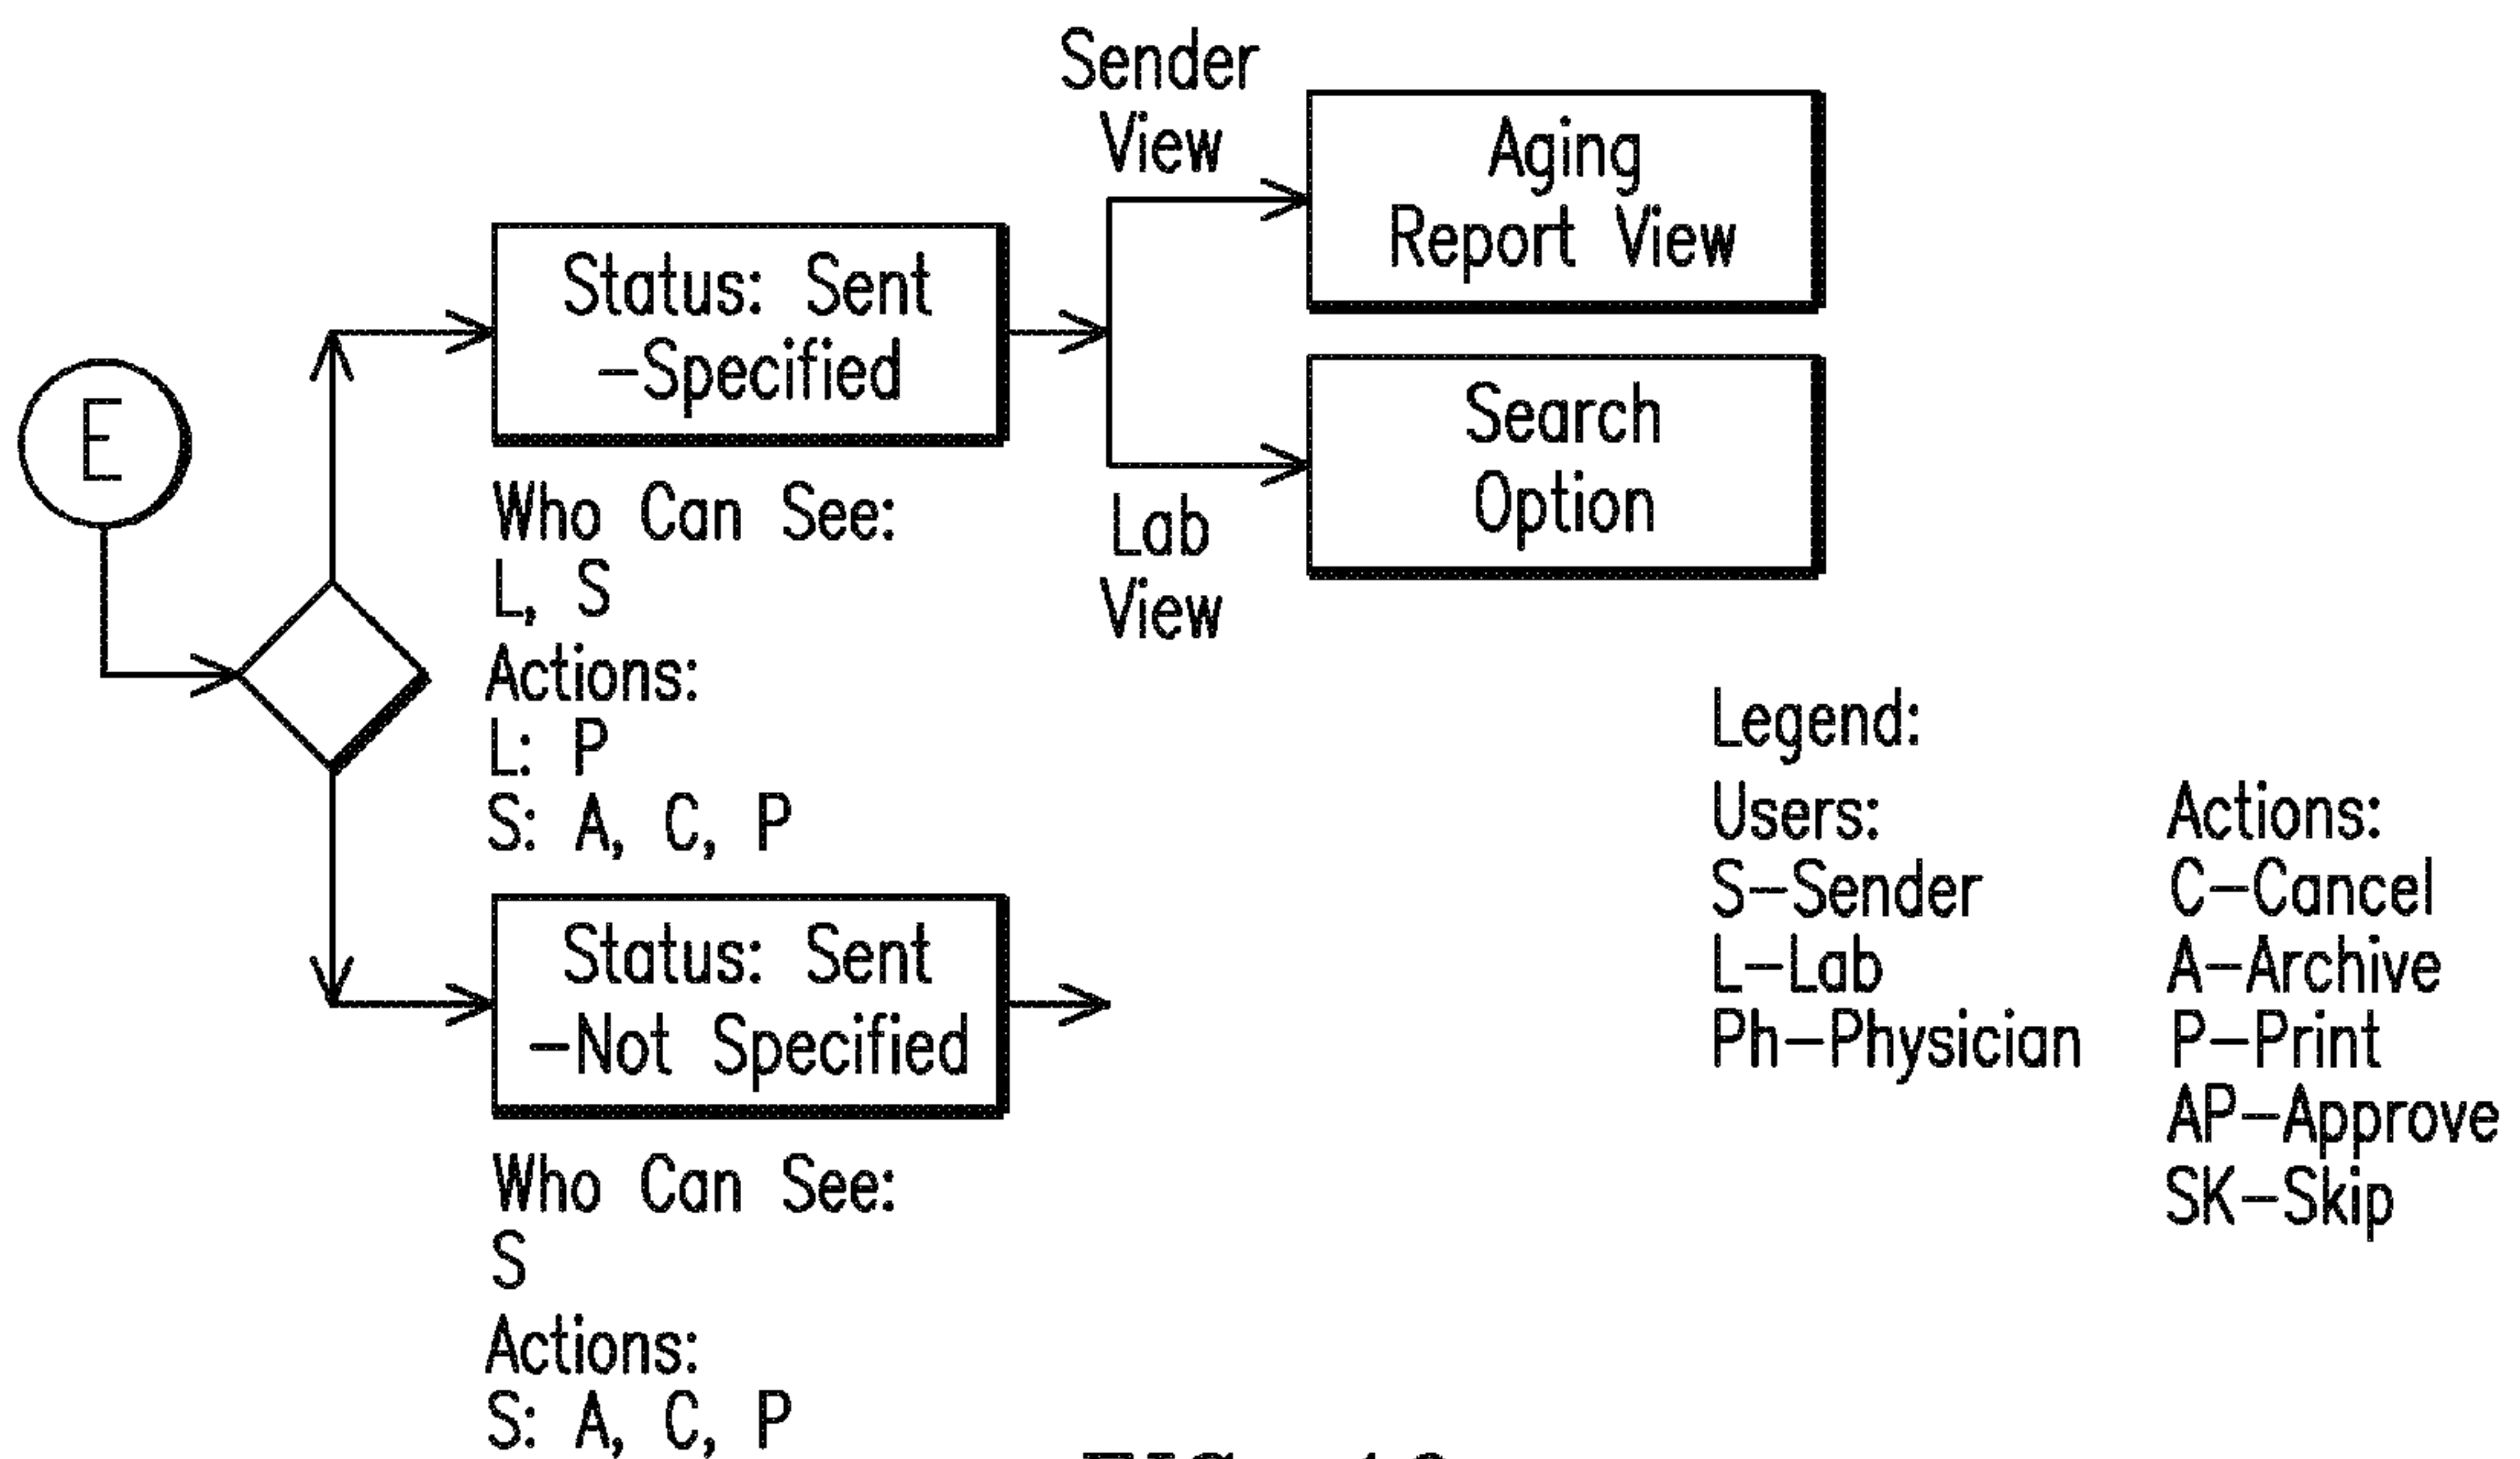 E
Status: Sent
-Specified
Who Can See:
L, S
Actions:
L: P
S: A, C, P
Sender
View
Aging
Report View
Search
Option
Lab
View
Status: Sent
-Not Specified
Who Can See:
S
Actions:
S: A, C, P
Legend:
Users:
S-Sender
L-Lab
Ph-Physician
Actions:
C-Cancel
A-Archive
P-Print
AP-Approve
SK-Skip